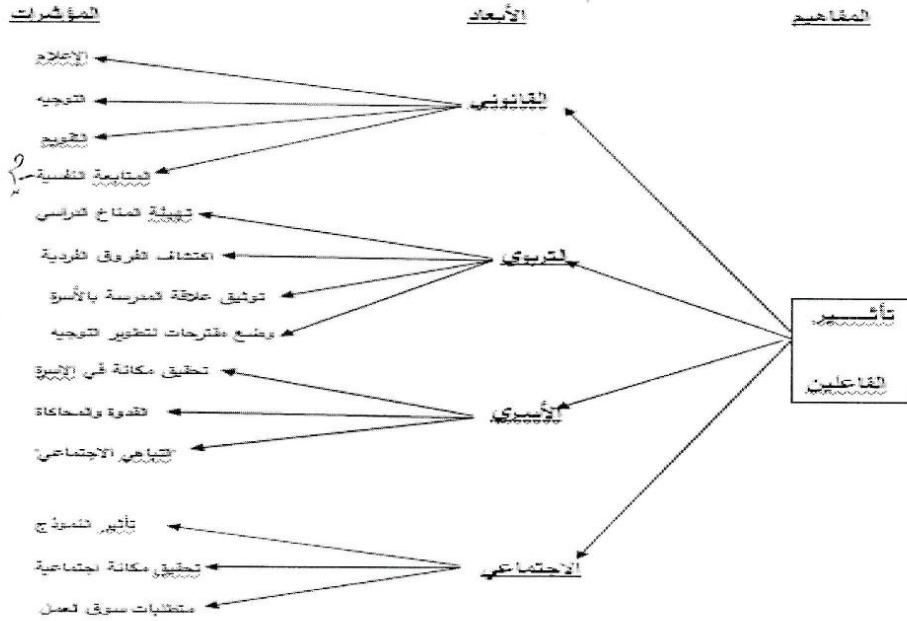 المفاهيم
الأبعاد
المؤشرات
تأثير
الفاعلين
القانوني
الإعلام
التوجيه
التقويم
المتابعة النفسية
التربوي
تهيئة المناخ الدراسي
اكتشاف الفروق الفردية
توثيق علاقة المدرسة بالأسرة
وضع مقترحات لتطوير التوجيه
الأسري
تحقيق مكانة في الاسرة
القدوة والمحاكاة
التباهي الاجتماعي
الاجتماعي
تأثير النموذج
تحقيق مكانة اجتماعية
متطلبات سوق العمل